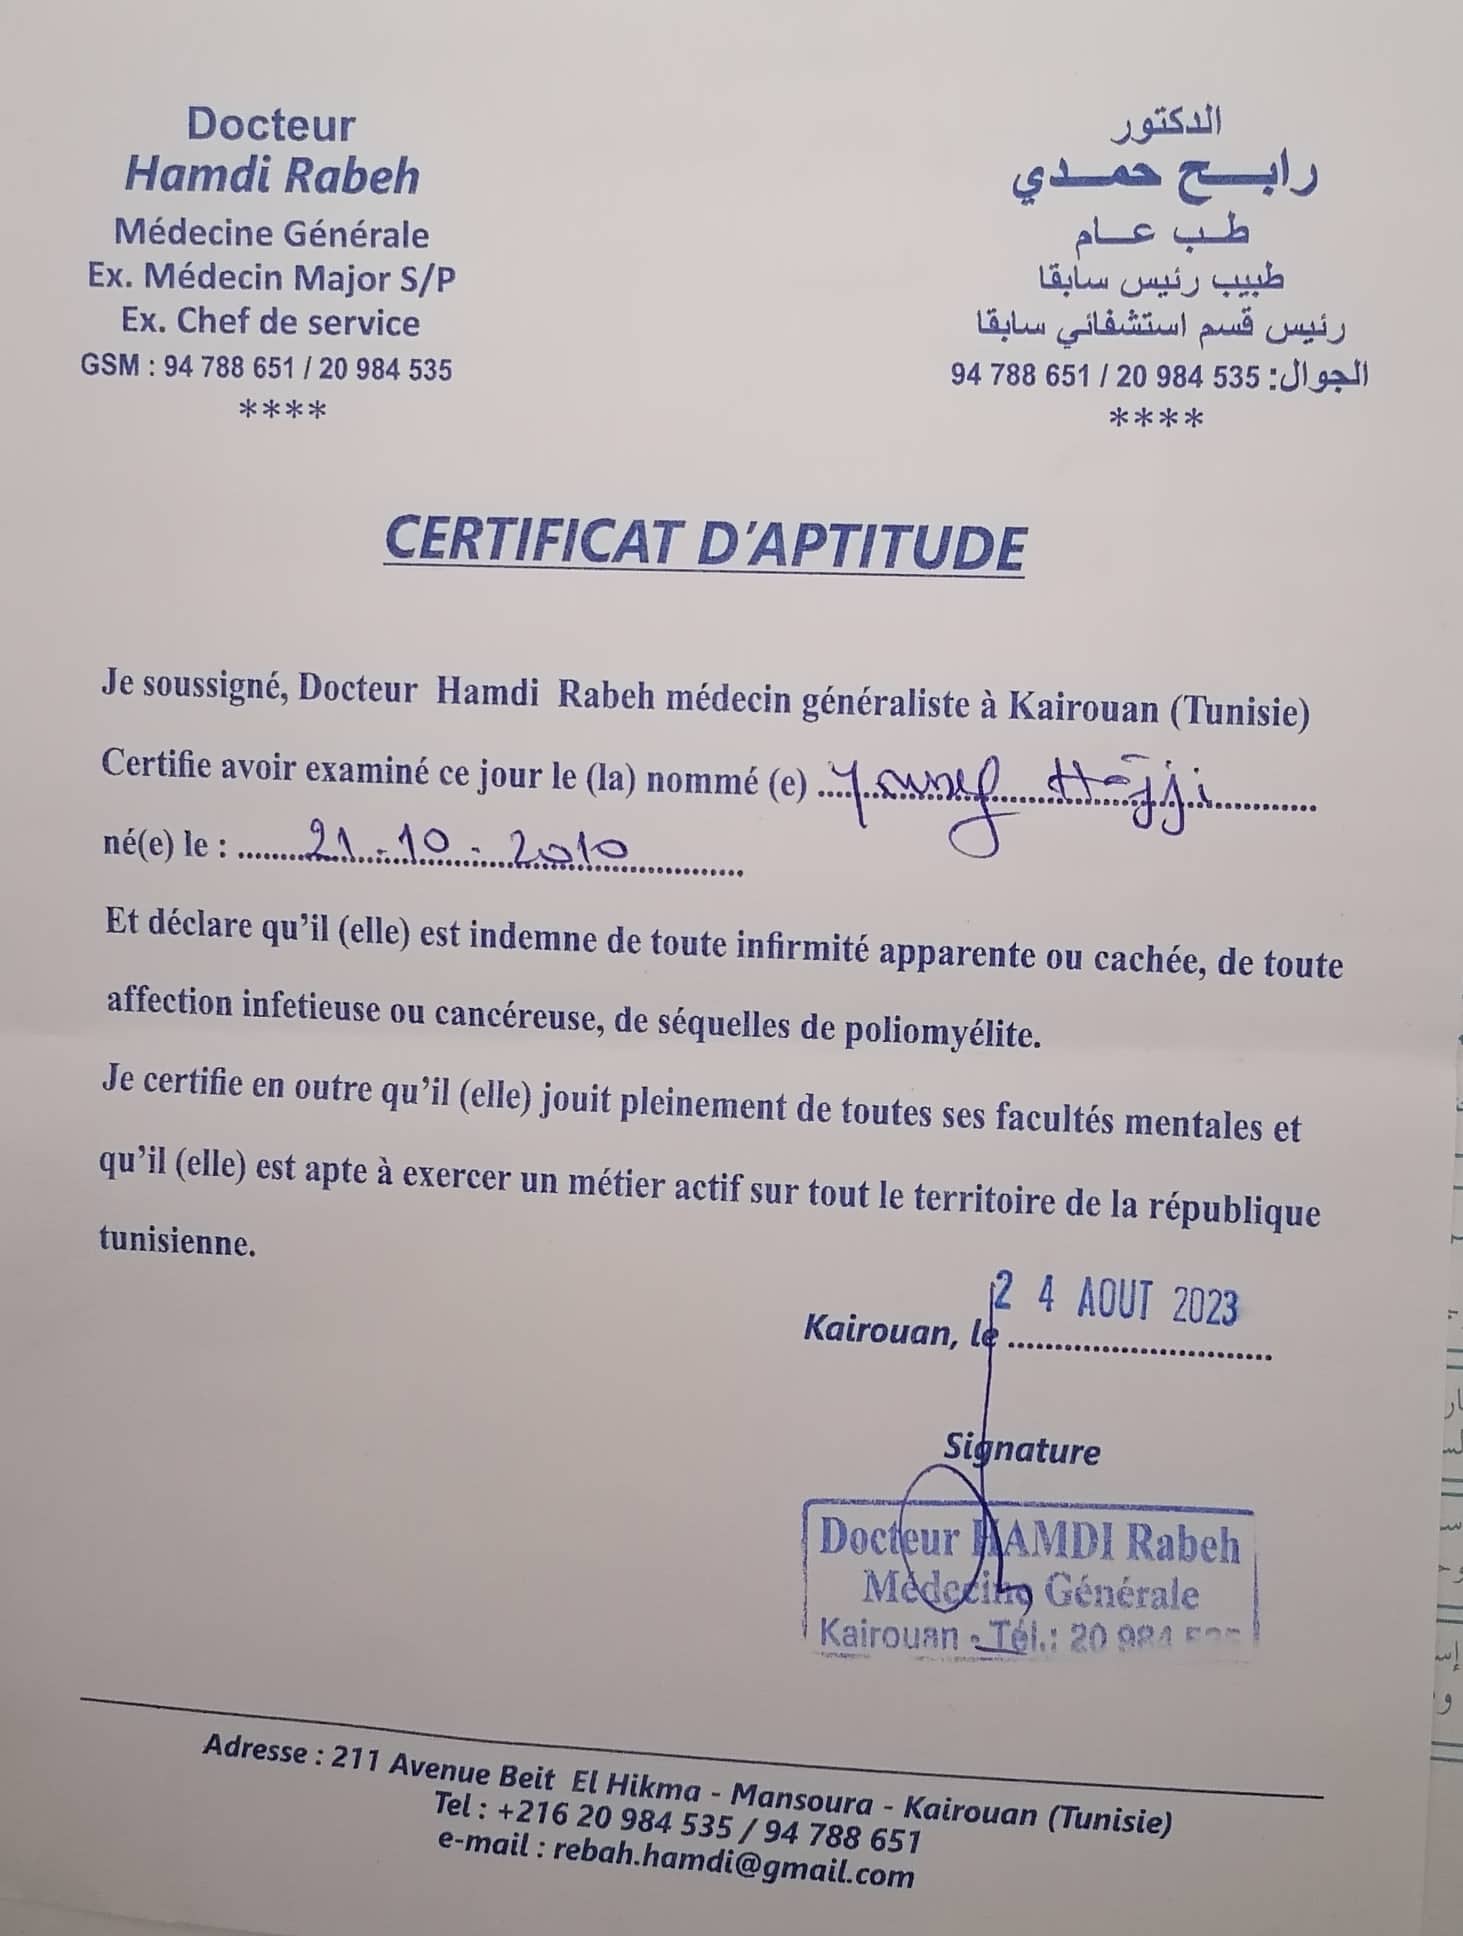 Docteur
Hamdi Rabeh
Médecine Générale
Ex. Médecin Major S/P
Ex. Chef de service
GSM : 94 788 651 / 20 984 535
****
الدكتور
رابح حمدي
طب عام
طبيب رئيس سابقا
رئيس قسم استشفائي سابقا
الجوال: 94 788 651 / 20 984 535
****
CERTIFICAT D'APTITUDE
Je soussigné, Docteur Hamdi Rabeh médecin généraliste à Kairouan (Tunisie)
Certifie avoir examiné ce jour le (la) nommé (e) Yousef Hajji
né(e) le : 21-10-2010
Et déclare qu'il (elle) est indemne de toute infirmité apparente ou cachée, de toute
affection infetieuse ou cancéreuse, de séquelles de poliomyélite.
Je certifie en outre qu'il (elle) jouit pleinement de toutes ses facultés mentales et
qu'il (elle) est apte à exercer un métier actif sur tout le territoire de la république
tunisienne.
24 AOUT 2023
Kairouan, le
Signature
Docteur HAMDI Rabeh
Médecine Générale
Kairouan - Tél.: 20 984 535
Adresse : 211 Avenue Beit El Hikma - Mansoura - Kairouan (Tunisie)
Tel : +216 20 984 535 / 94 788 651
e-mail : rebah.hamdi@gmail.com